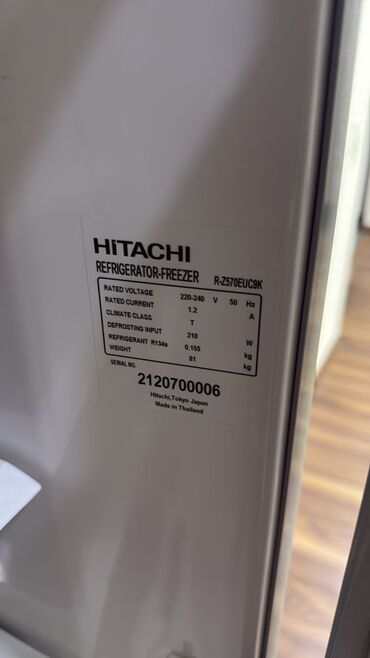 HITACHI
REFRIGERATOR-FREEZER R-Z570EUC9K
RATED VOLTAGE 220-240 V 50 Hz
RATED CURRENT 1.2 A
CLIMATE CLASS T
DEFROSTING INPUT 210 W
REFRIGERANT R134a 0.155 kg
WEIGHT 81 kg
SERIAL NO.
2120700006
Hitachi,Tokyo Japan
Made in Thailand